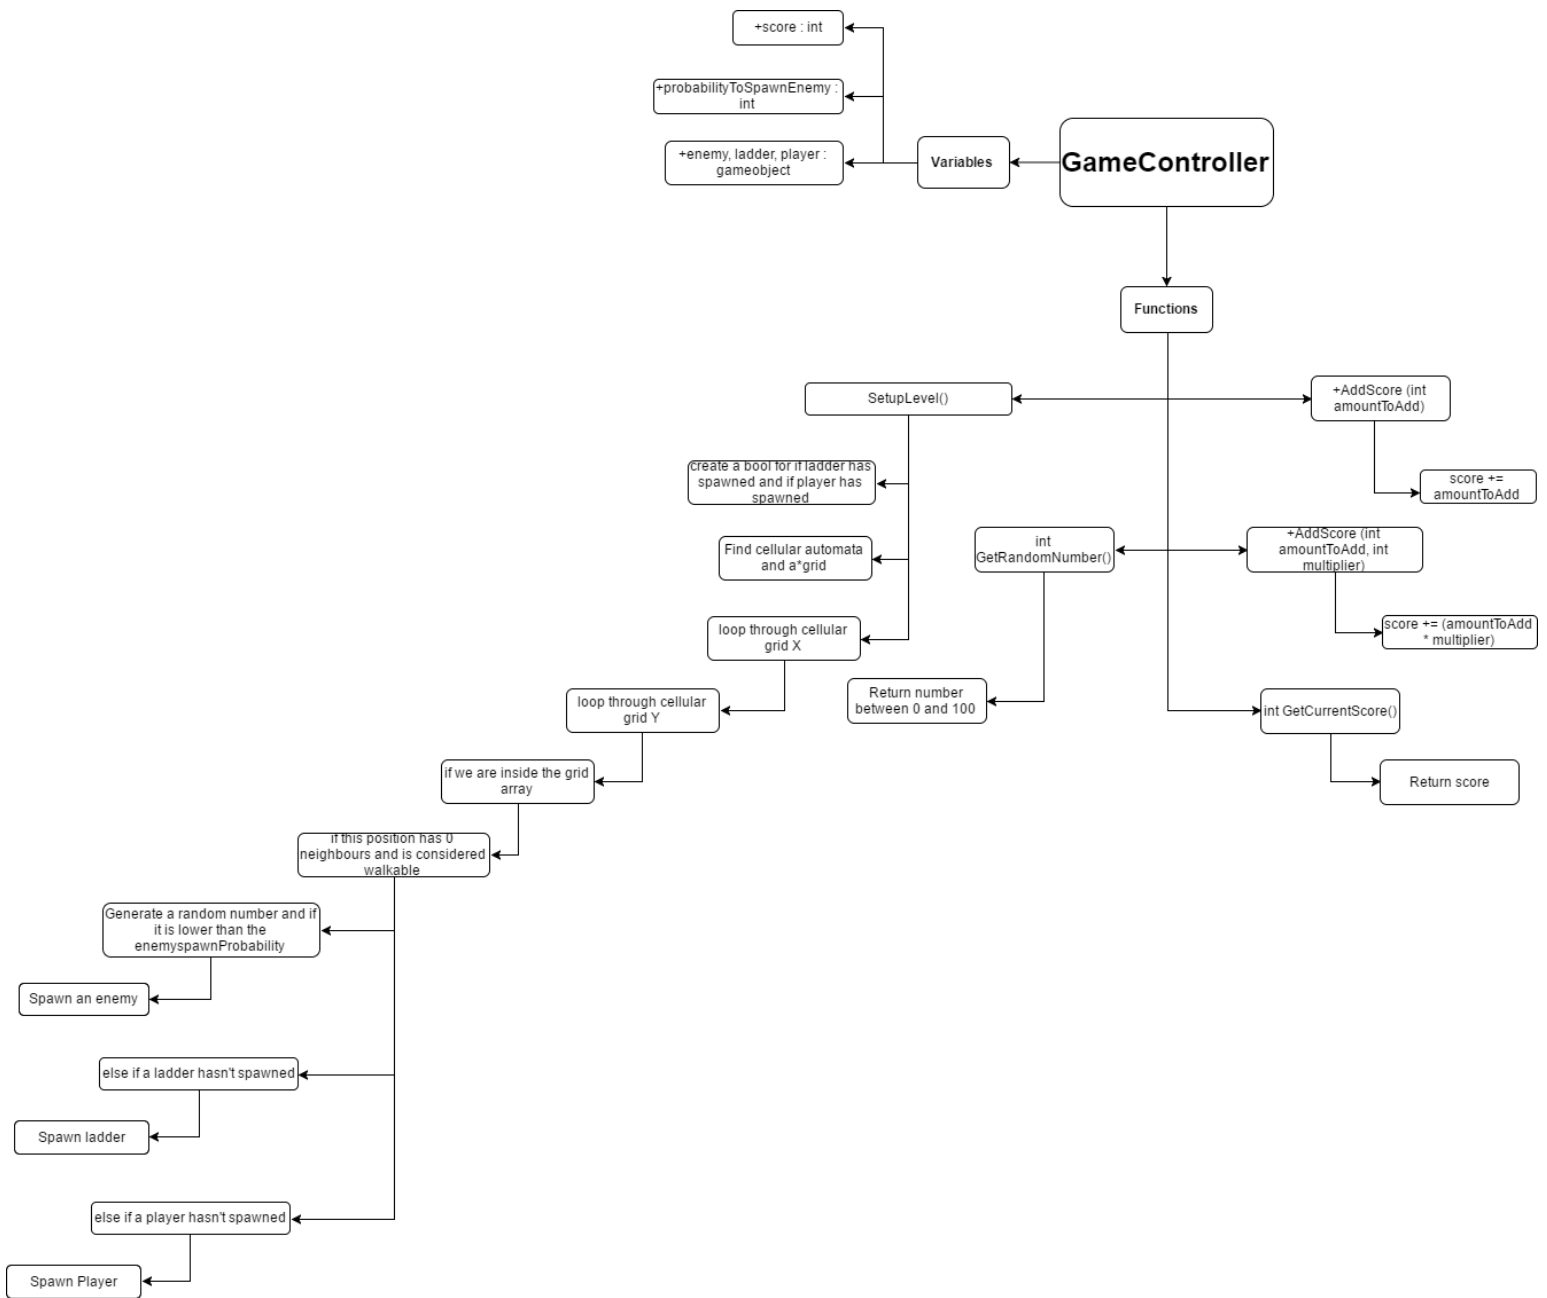 +score : int
+probabilityToSpawnEnemy :
int
+enemy, ladder, player :
gameobject
Variables
GameController
Functions
SetupLevel()
+AddScore (int
amountToAdd)
create a bool for if ladder has
spawned and if player has
spawned
score +=
amountToAdd
Find cellular automata
and a*grid
int
GetRandomNumber()
+AddScore (int
amountToAdd, int
multiplier)
loop through cellular
grid X
score += (amountToAdd
* multiplier)
loop through cellular
grid Y
Return number
between 0 and 100
int GetCurrentScore()
if we are inside the grid
array
Return score
if this position has 0
neighbours and is considered
walkable
Generate a random number and if
it is lower than the
enemyspawnProbability
Spawn an enemy
else if a ladder hasn't spawned
Spawn ladder
else if a player hasn't spawned
Spawn Player